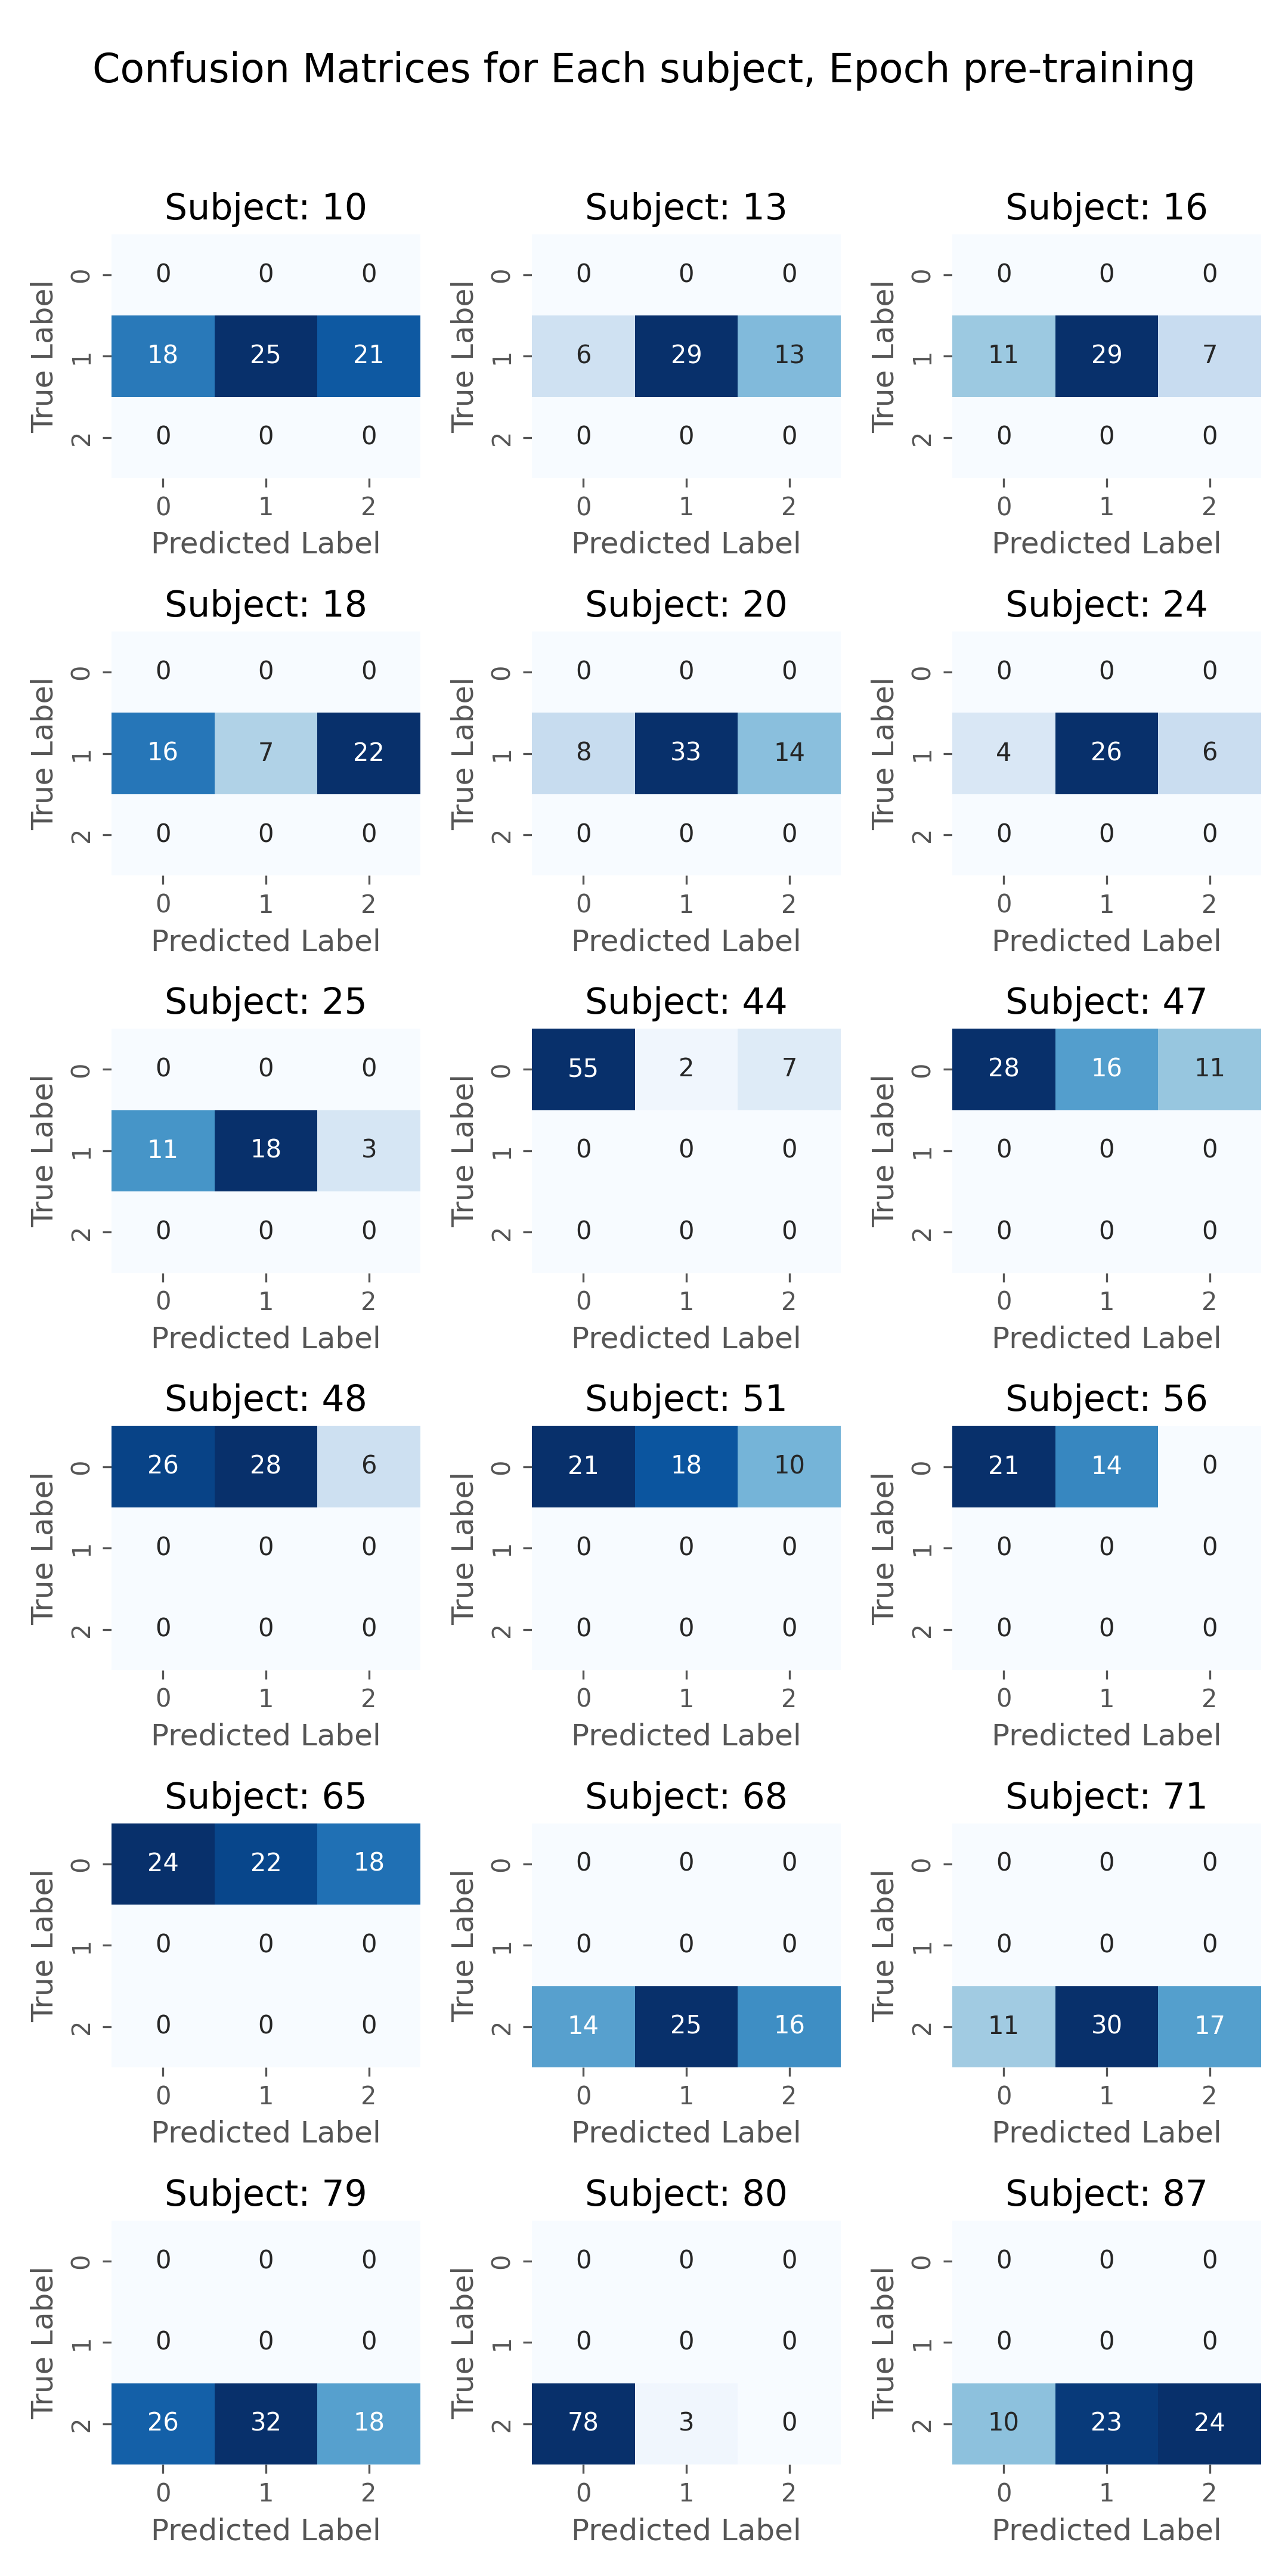 Confusion Matrices for Each subject, Epoch pre-training
Subject: 10 Subject: 13 Subject: 16
True Label 0 0 0 0 True Label 0 0 0 0 True Label 0 0 0 0
1 18 25 21 1 6 29 13 1 11 29 7
2 0 0 0 2 0 0 0 2 0 0 0
0 1 2 0 1 2 0 1 2
Predicted Label Predicted Label Predicted Label
Subject: 18 Subject: 20 Subject: 24
True Label 0 0 0 0 True Label 0 0 0 0 True Label 0 0 0 0
1 16 7 22 1 8 33 14 1 4 26 6
2 0 0 0 2 0 0 0 2 0 0 0
0 1 2 0 1 2 0 1 2
Predicted Label Predicted Label Predicted Label
Subject: 25 Subject: 44 Subject: 47
True Label 0 0 0 0 True Label 0 55 2 7 True Label 0 28 16 11
1 11 18 3 1 0 0 0 1 0 0 0
2 0 0 0 2 0 0 0 2 0 0 0
0 1 2 0 1 2 0 1 2
Predicted Label Predicted Label Predicted Label
Subject: 48 Subject: 51 Subject: 56
True Label 0 26 28 6 True Label 0 21 18 10 True Label 0 21 14 0
1 0 0 0 1 0 0 0 1 0 0 0
2 0 0 0 2 0 0 0 2 0 0 0
0 1 2 0 1 2 0 1 2
Predicted Label Predicted Label Predicted Label
Subject: 65 Subject: 68 Subject: 71
True Label 0 24 22 18 True Label 0 0 0 0 True Label 0 0 0 0
1 0 0 0 1 0 0 0 1 0 0 0
2 0 0 0 2 14 25 16 2 11 30 17
0 1 2 0 1 2 0 1 2
Predicted Label Predicted Label Predicted Label
Subject: 79 Subject: 80 Subject: 87
True Label 0 0 0 0 True Label 0 0 0 0 True Label 0 0 0 0
1 0 0 0 1 0 0 0 1 0 0 0
2 26 32 18 2 78 3 0 2 10 23 24
0 1 2 0 1 2 0 1 2
Predicted Label Predicted Label Predicted Label